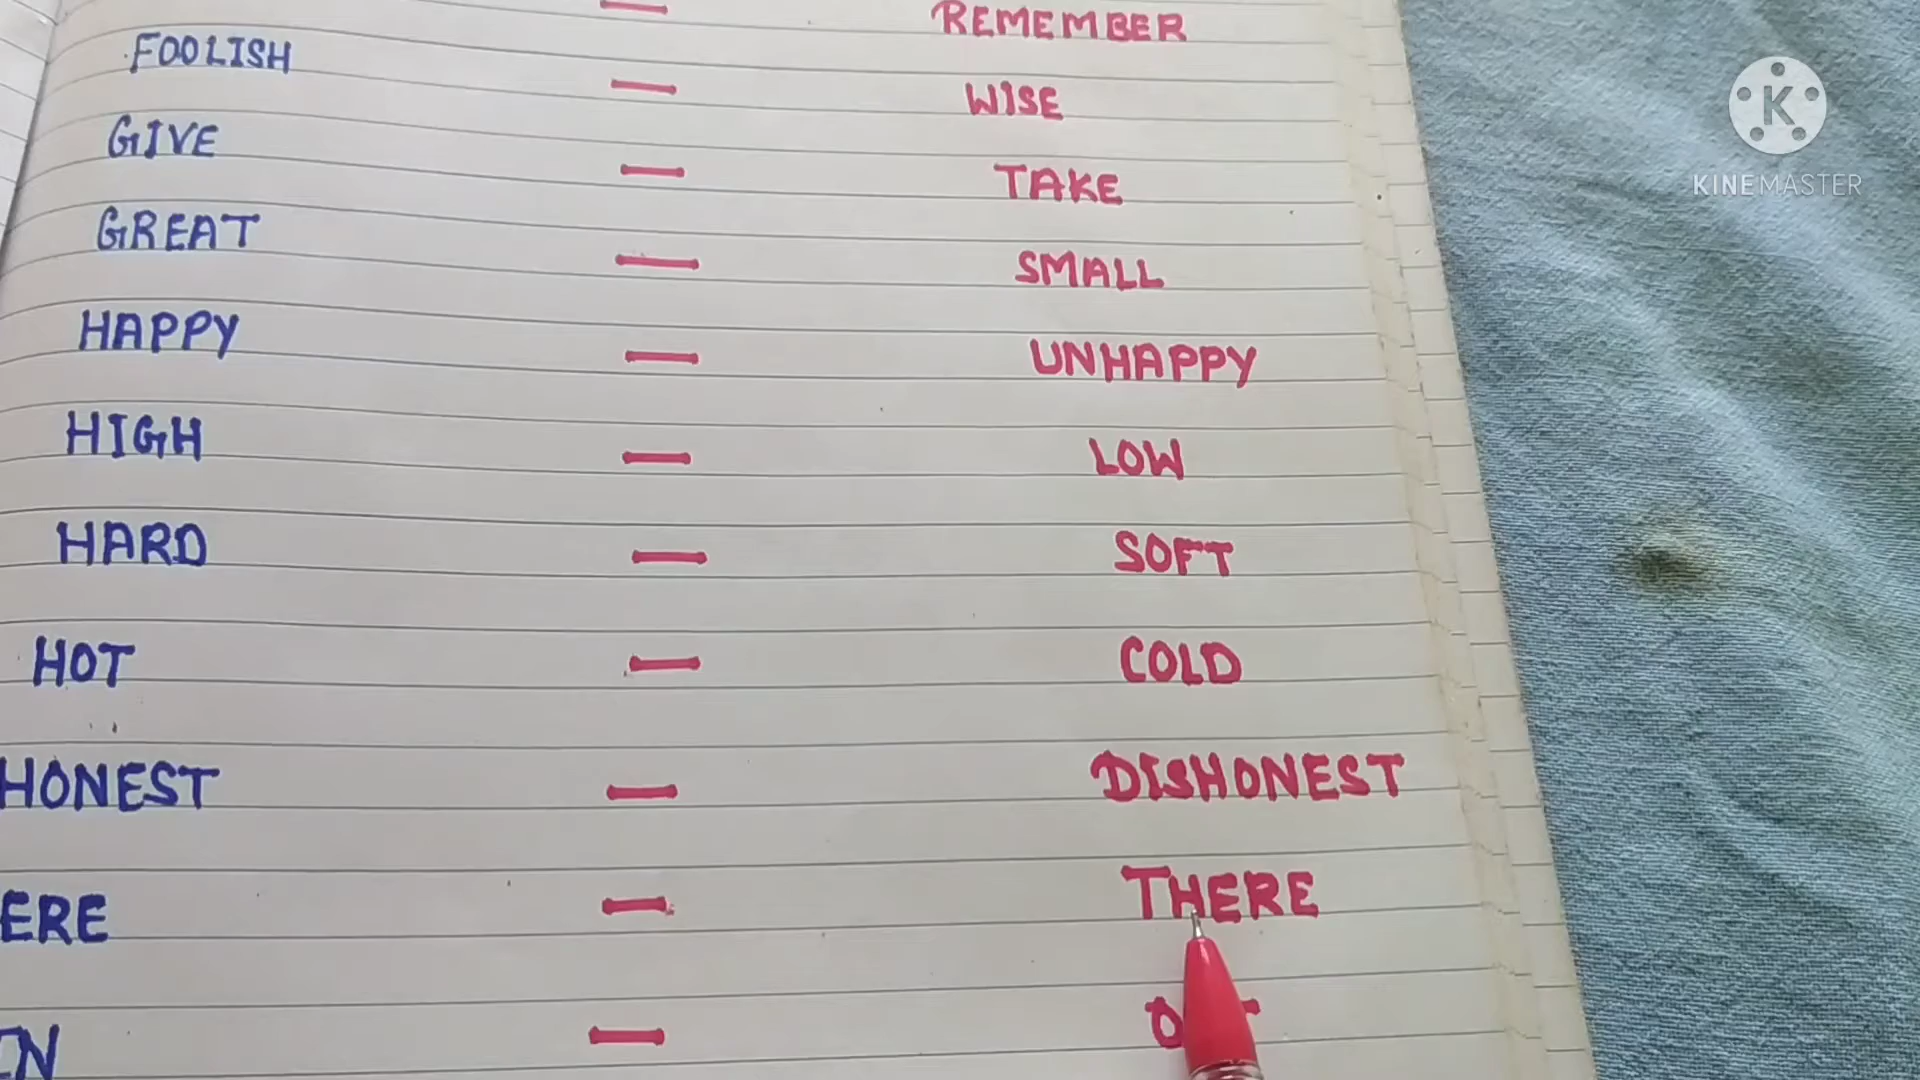 — REMEMBER
FOOLISH — WISE
GIVE — TAKE
GREAT — SMALL
HAPPY — UNHAPPY
HIGH — LOW
HARD — SOFT
HOT — COLD
HONEST — DISHONEST
ERE — THERE
IN —
KINEMASTER